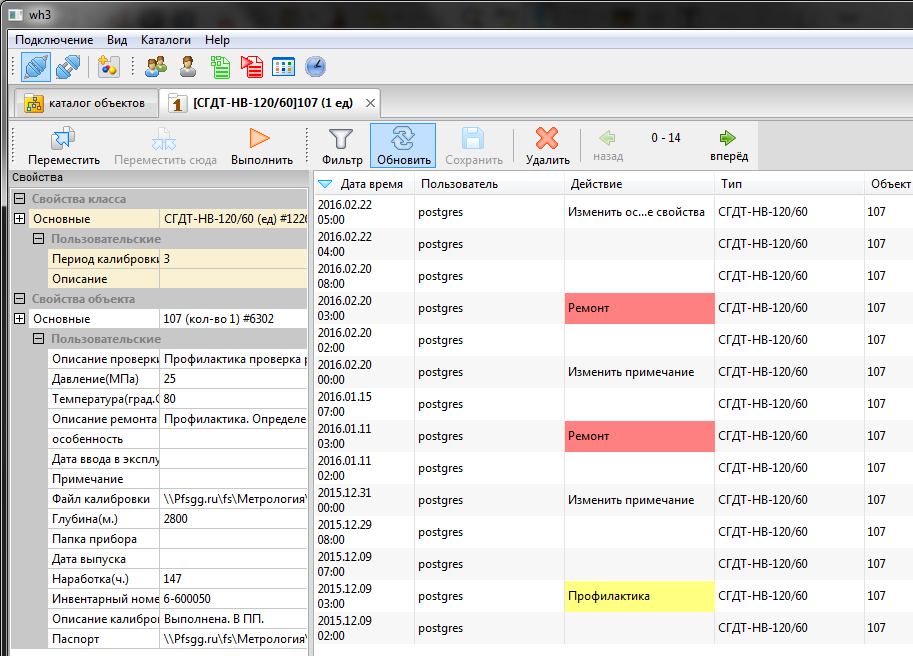 wh3
Подключение Вид Каталоги Help
каталог объектов [СГДТ-НВ-120/60]107 (1 ед)
Переместить Переместить сюда Выполнить
Фильтр Обновить Сохранить Удалить назад 0 - 14 вперёд
Свойства
Свойства класса
Основные СГДТ-НВ-120/60 (ед) #1220
Пользовательские
Период калибровки 3
Описание
Свойства объекта
Основные 107 (кол-во 1) #6302
Пользовательские
Описание проверки Профилактика проверка р
Давление(МПа) 25
Температура(град.С 80
Описание ремонта Профилактика. Определе
особенность
Дата ввода в эксплу
Примечание
Файл калибровки \\Pfsgg.ru\fs\Метрология\
Глубина(м.) 2800
Папка прибора
Дата выпуска
Наработка(ч.) 147
Инвентарный номе 6-600050
Описание калибро Выполнена. В ПП.
Паспорт \\Pfsgg.ru\fs\Метрология\
Дата время Пользователь Действие Тип Объект
2016.02.22
05:00 postgres Изменить ос...е свойства СГДТ-НВ-120/60 107
2016.02.22
04:00 postgres СГДТ-НВ-120/60 107
2016.02.20
08:00 postgres СГДТ-НВ-120/60 107
2016.02.20
03:00 postgres Ремонт СГДТ-НВ-120/60 107
2016.02.20
02:00 postgres СГДТ-НВ-120/60 107
2016.02.20
00:00 postgres Изменить примечание СГДТ-НВ-120/60 107
2016.01.15
07:00 postgres СГДТ-НВ-120/60 107
2016.01.11
03:00 postgres Ремонт СГДТ-НВ-120/60 107
2016.01.11
02:00 postgres СГДТ-НВ-120/60 107
2015.12.31
00:00 postgres Изменить примечание СГДТ-НВ-120/60 107
2015.12.29
08:00 postgres СГДТ-НВ-120/60 107
2015.12.09
07:00 postgres СГДТ-НВ-120/60 107
2015.12.09
03:00 postgres Профилактика СГДТ-НВ-120/60 107
2015.12.09
02:00 postgres СГДТ-НВ-120/60 107